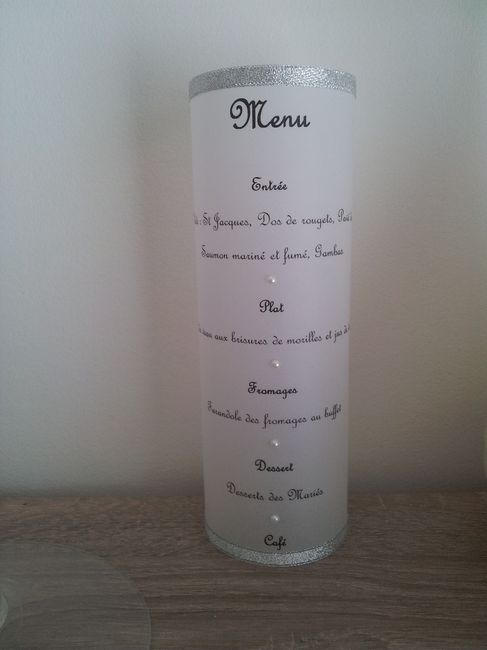 Menu
Entrée
: St Jacques, Dos de rougets,
Saumon mariné et fumé, Gambas
Plat
aux brisures de morilles et jus de
Fromages
Farandole des fromages au buffet
Dessert
Desserts des Mariés
Café